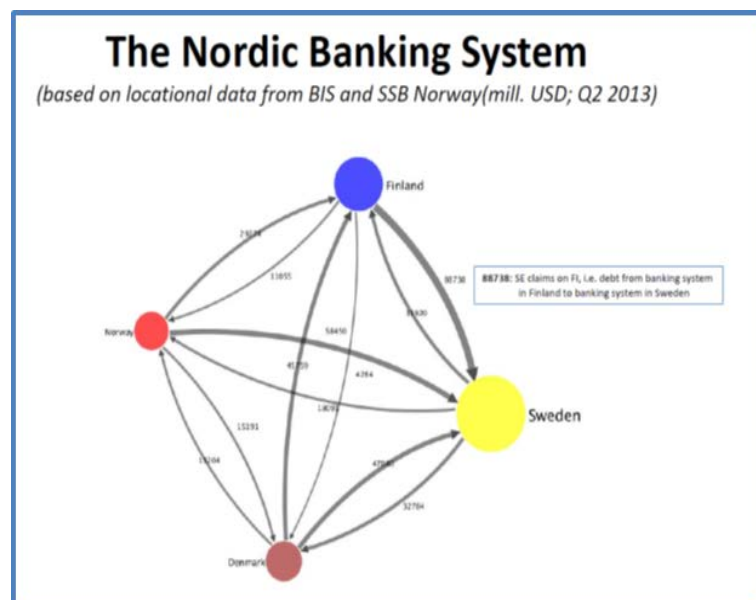 The Nordic Banking System
(based on locational data from BIS and SSB Norway(mill. USD; Q2 2013)
Finland
11055
88738
88738: SE claims on FI, i.e. debt from banking system
in Finland to banking system in Sweden
Norway
4264
Sweden
15191
32764
Denmark